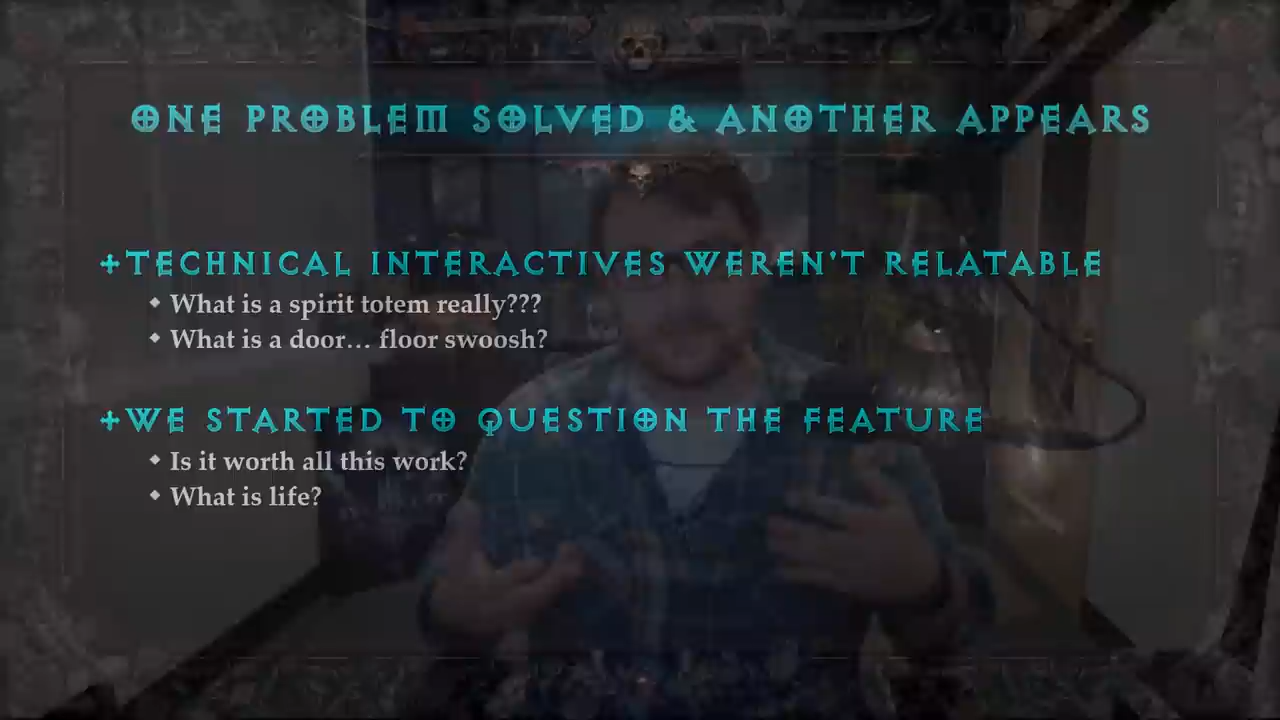 ONE PROBLEM SOLVED & ANOTHER APPEARS
+TECHNICAL INTERACTIVES WEREN'T RELATABLE
◆ What is a spirit totem really???
◆ What is a door... floor swoosh?
+WE STARTED TO QUESTION THE FEATURE
◆ Is it worth all this work?
◆ What is life?